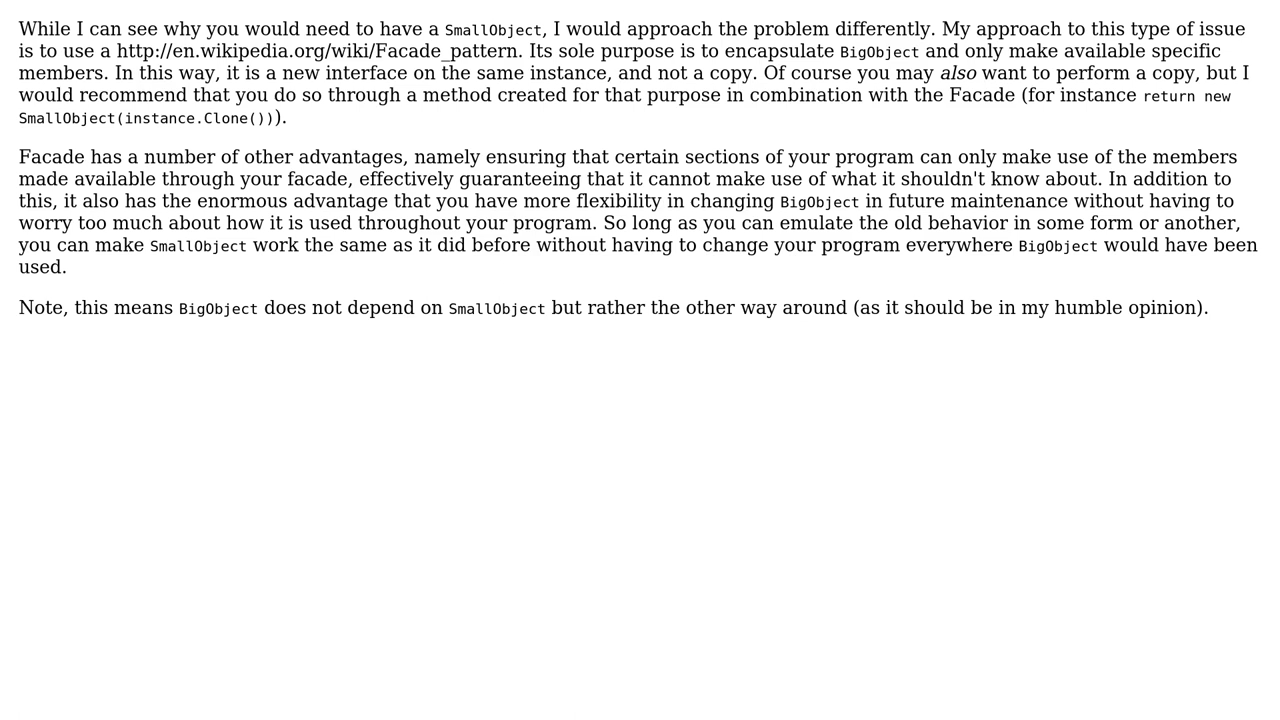 While I can see why you would need to have a SmallObject, I would approach the problem differently. My approach to this type of issue
is to use a http://en.wikipedia.org/wiki/Facade_pattern. Its sole purpose is to encapsulate BigObject and only make available specific
members. In this way, it is a new interface on the same instance, and not a copy. Of course you may also want to perform a copy, but I
would recommend that you do so through a method created for that purpose in combination with the Facade (for instance return new
SmallObject(instance.Clone())).
Facade has a number of other advantages, namely ensuring that certain sections of your program can only make use of the members
made available through your facade, effectively guaranteeing that it cannot make use of what it shouldn't know about. In addition to
this, it also has the enormous advantage that you have more flexibility in changing BigObject in future maintenance without having to
worry too much about how it is used throughout your program. So long as you can emulate the old behavior in some form or another,
you can make SmallObject work the same as it did before without having to change your program everywhere BigObject would have been
used.
Note, this means BigObject does not depend on SmallObject but rather the other way around (as it should be in my humble opinion).